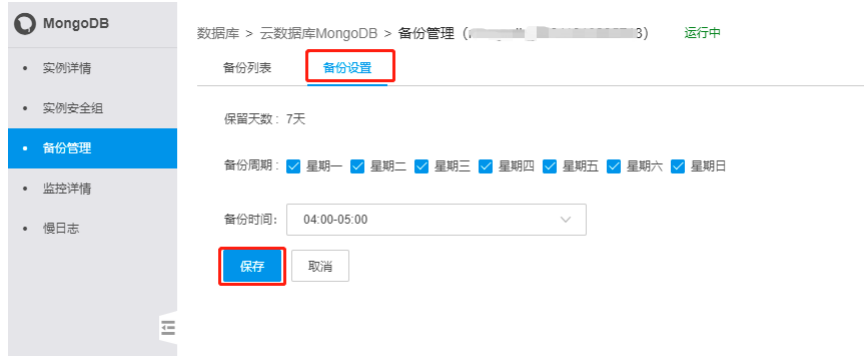 MongoDB
数据库 > 云数据库MongoDB > 备份管理 ( 3) 运行中
实例详情
备份列表 备份设置
实例安全组
保留天数: 7天
备份管理
备份周期: 星期一 星期二 星期三 星期四 星期五 星期六 星期日
监控详情
备份时间: 04:00-05:00
慢日志
保存 取消